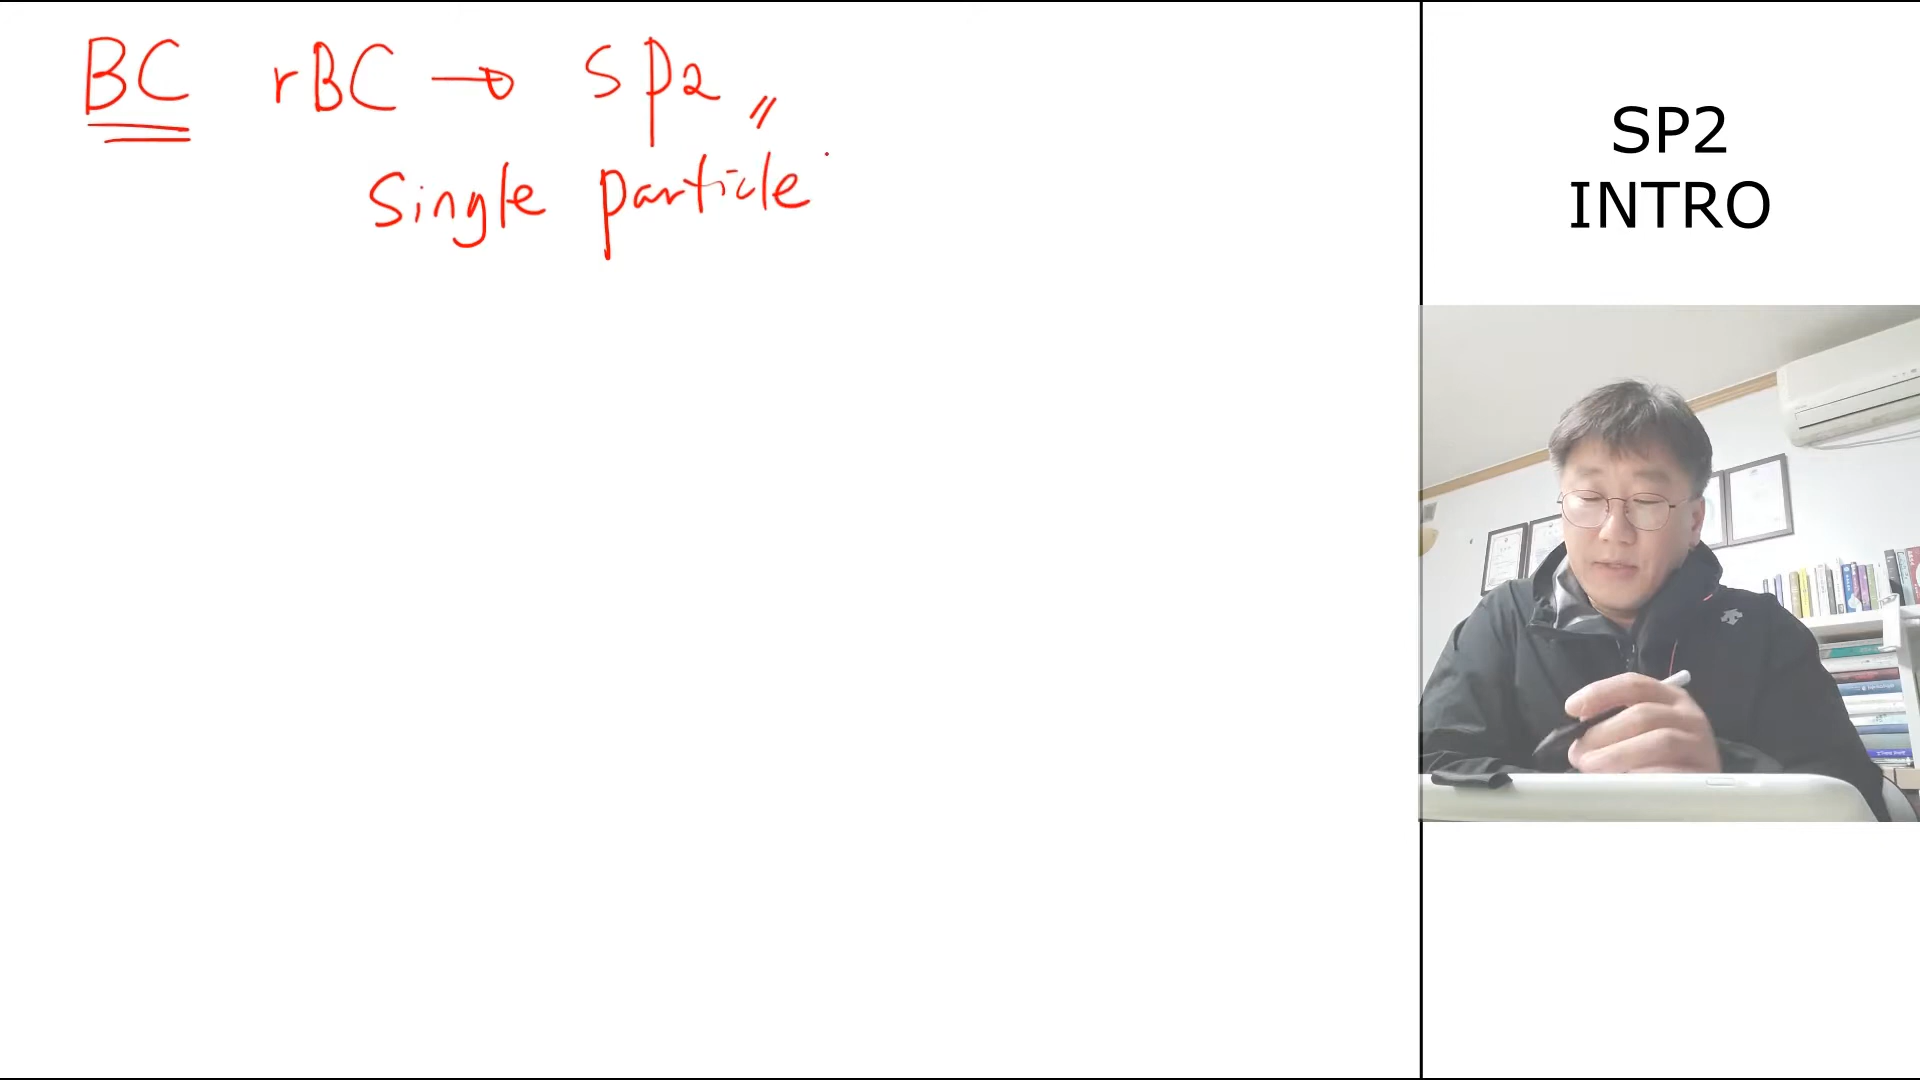 BC rBC → SP2 〃
Single particle
SP2
INTRO